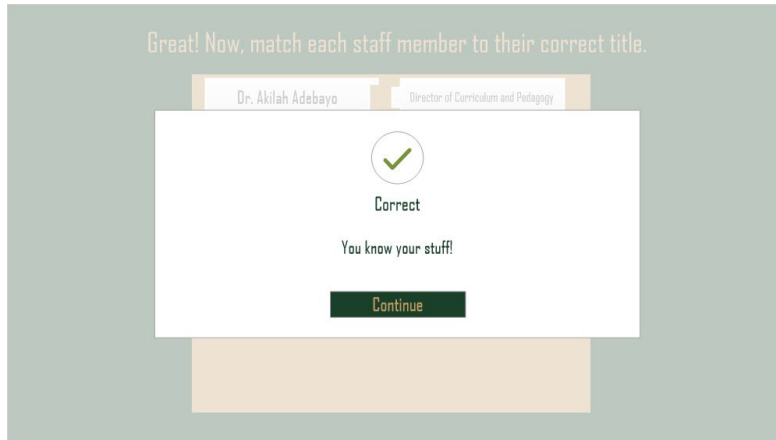 Great! Now, match each staff member to their correct title.
Dr. Akilah Adebayo
Director of Curriculum and Pedagogy
Correct
You know your stuff!
Continue